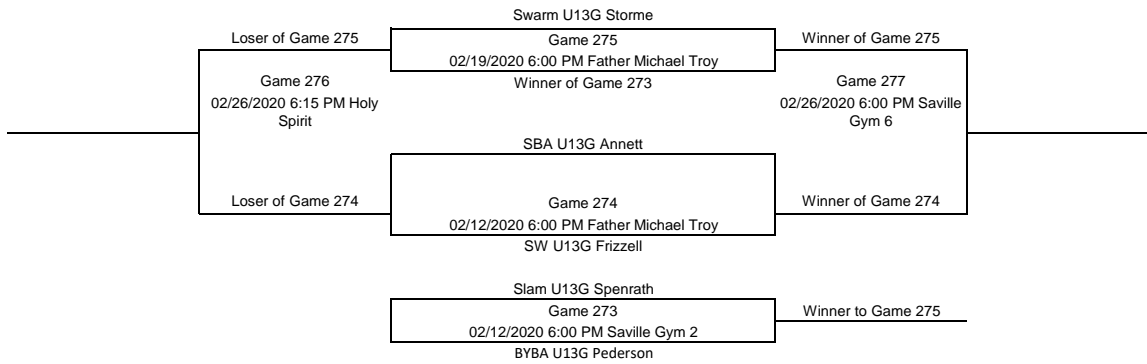 Swarm U13G Storme
Loser of Game 275
Game 275
Winner of Game 275
02/19/2020 6:00 PM Father Michael Troy
Game 276
Winner of Game 273
Game 277
02/26/2020 6:15 PM Holy
Spirit
02/26/2020 6:00 PM Saville
Gym 6
SBA U13G Annett
Loser of Game 274
Game 274
Winner of Game 274
02/12/2020 6:00 PM Father Michael Troy
SW U13G Frizzell
Slam U13G Spenrath
Game 273
Winner to Game 275
02/12/2020 6:00 PM Saville Gym 2
BYBA U13G Pederson